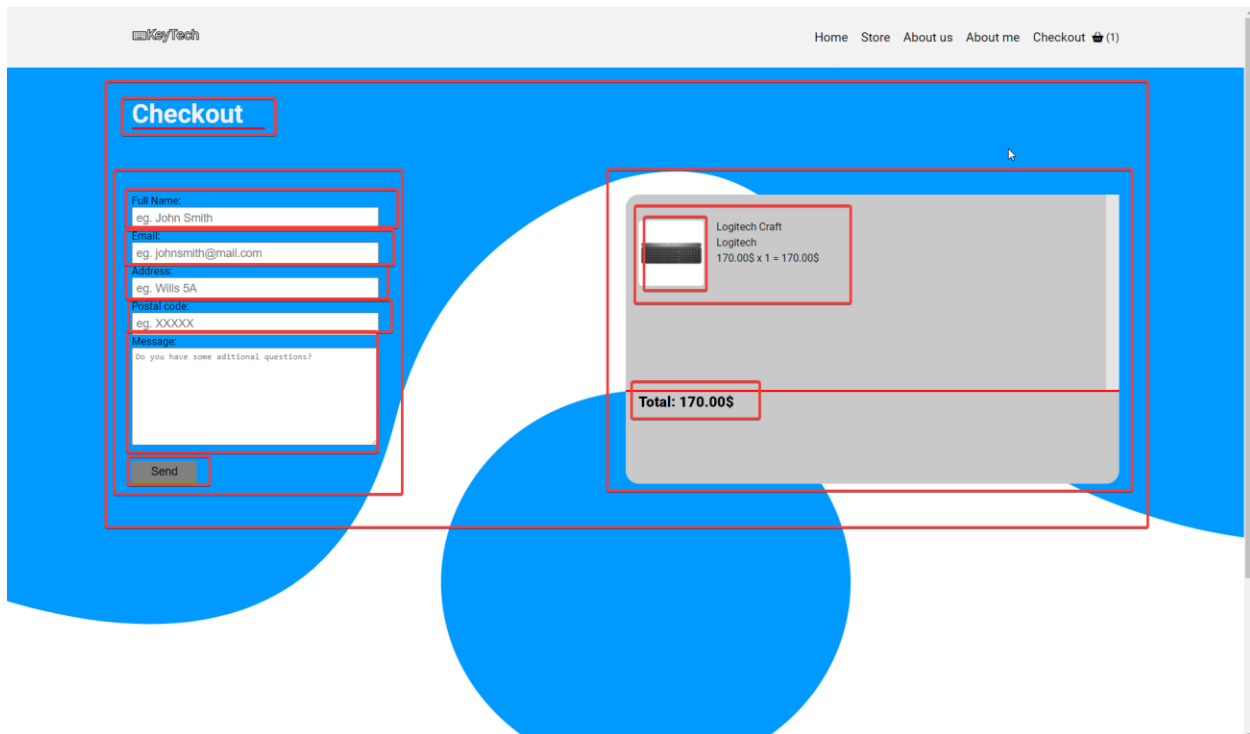 KeyTech
Home Store About us About me Checkout (1)
Checkout
Full Name:
eg. John Smith
Email:
eg. johnsmith@mail.com
Address:
eg. Wills 5A
Postal code:
eg. XXXXX
Message:
Do you have some aditional questions?
Send
Logitech Craft
Logitech
170.00$ x 1 = 170.00$
Total: 170.00$